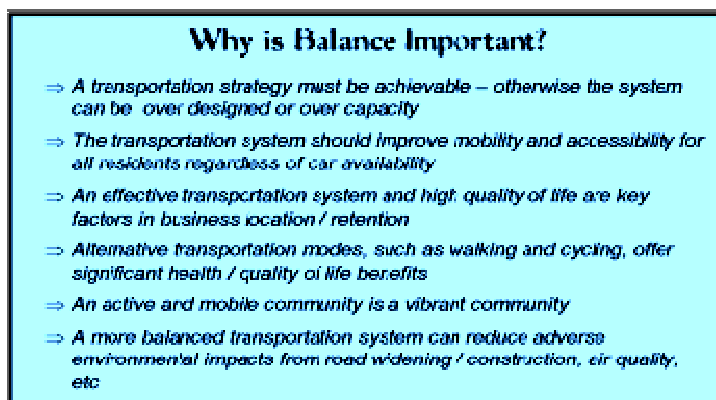 Why is Balance Important?
⇒ A transportation strategy must be achievable – otherwise the system
can be over designed or over capacity
⇒ The transportation system should improve mobility and accessibility for
all residents regardless of car availability
⇒ An effective transportation system and high quality of life are key
factors in business location / retention
⇒ Alternative transportation modes, such as walking and cycling, offer
significant health / quality of life benefits
⇒ An active and mobile community is a vibrant community
⇒ A more balanced transportation system can reduce adverse
environmental impacts from road widening / construction, air quality,
etc